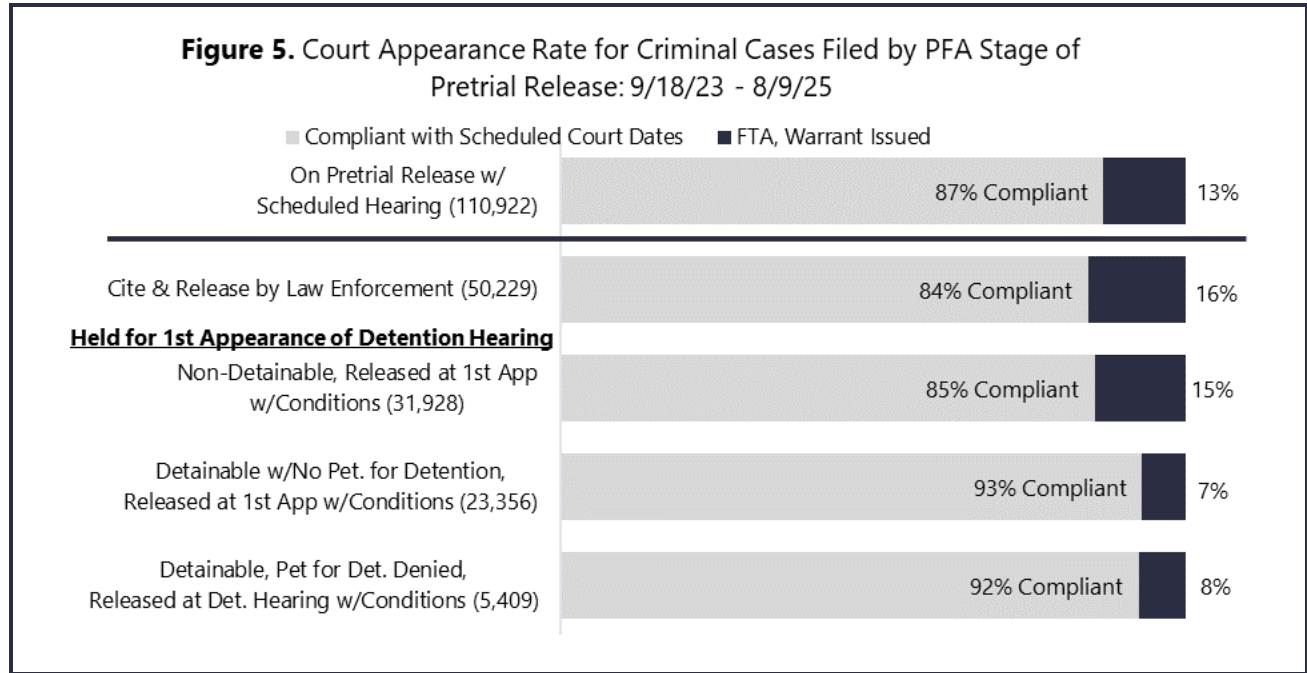 Figure 5. Court Appearance Rate for Criminal Cases Filed by PFA Stage of
Pretrial Release: 9/18/23 - 8/9/25
Compliant with Scheduled Court Dates FTA, Warrant Issued
On Pretrial Release w/
Scheduled Hearing (110,922)
87% Compliant 13%
Cite & Release by Law Enforcement (50,229)
84% Compliant 16%
Held for 1st Appearance of Detention Hearing
Non-Detainable, Released at 1st App
w/Conditions (31,928)
85% Compliant 15%
Detainable w/No Pet. for Detention,
Released at 1st App w/Conditions (23,356)
93% Compliant 7%
Detainable, Pet for Det. Denied,
Released at Det. Hearing w/Conditions (5,409)
92% Compliant 8%